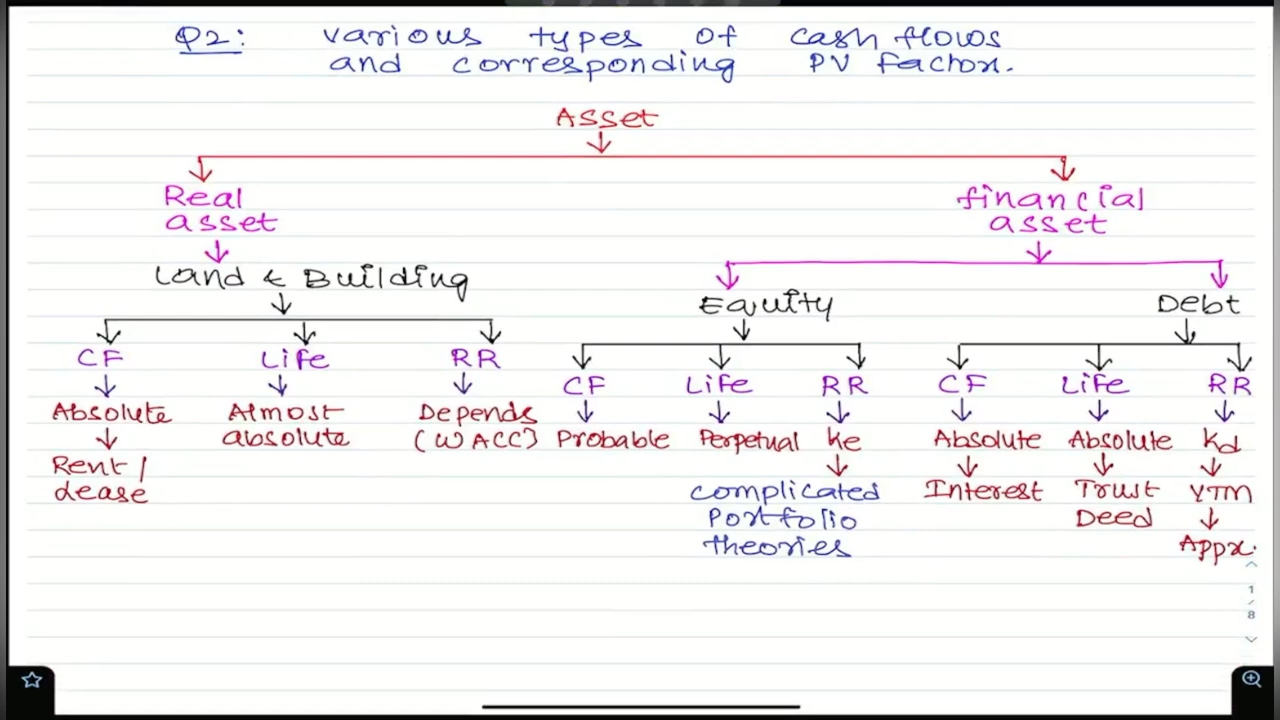 Q2: various types of cash flows
and corresponding PV factor.
Asset
Real
asset
financial
asset
Land & Building
Equity
Debt
CF Life RR
CF Life RR
CF Life RR
Absolute Almost
absolute Depends
(WACC)
Probable Perpetual ke
Absolute Absolute kd
Rent /
Lease
complicated
Portfolio
theories
Interest Trust
Deed YTM
Appx.
1
/
8